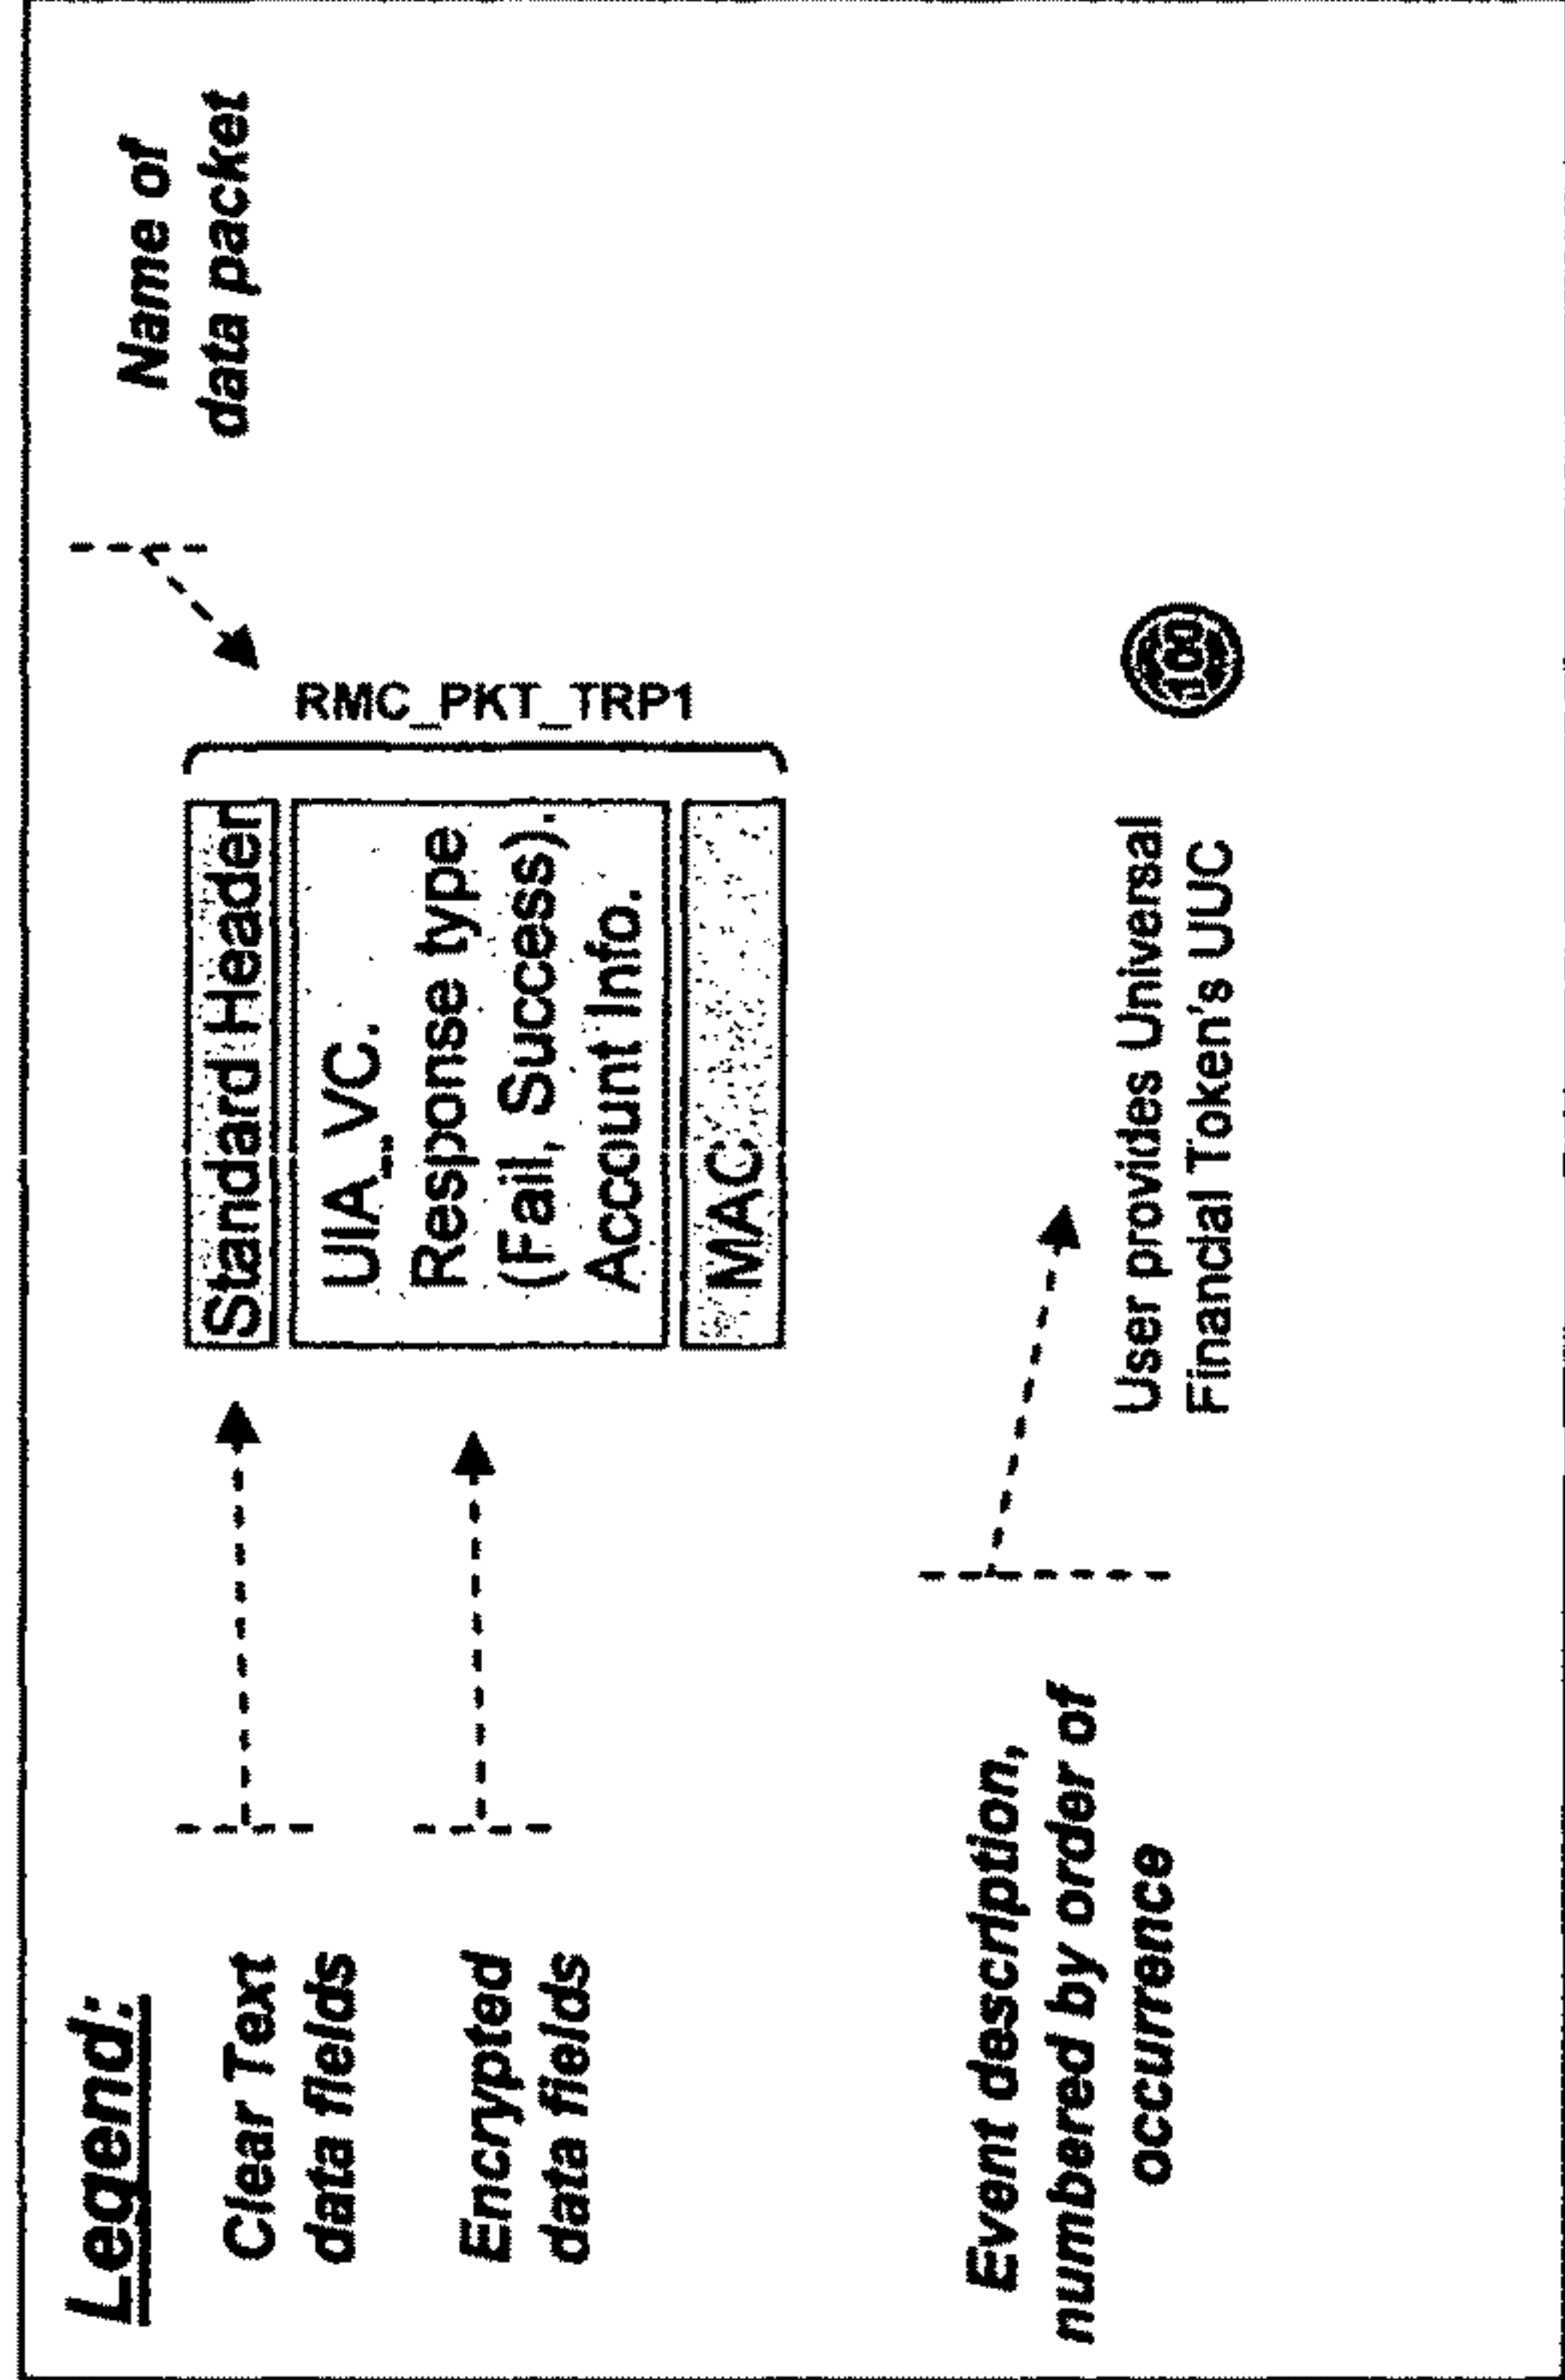 Legend:
Clear Text
data fields
Encrypted
data fields
Standard Header
UIA_VC.
Response type
(Fail, Success).
Account Info.
MAC
RMC_PKT_TRP1
Name of
data packet
Event description,
numbered by order of
occurrence
User provides Universal
Financial Token's UUC
100